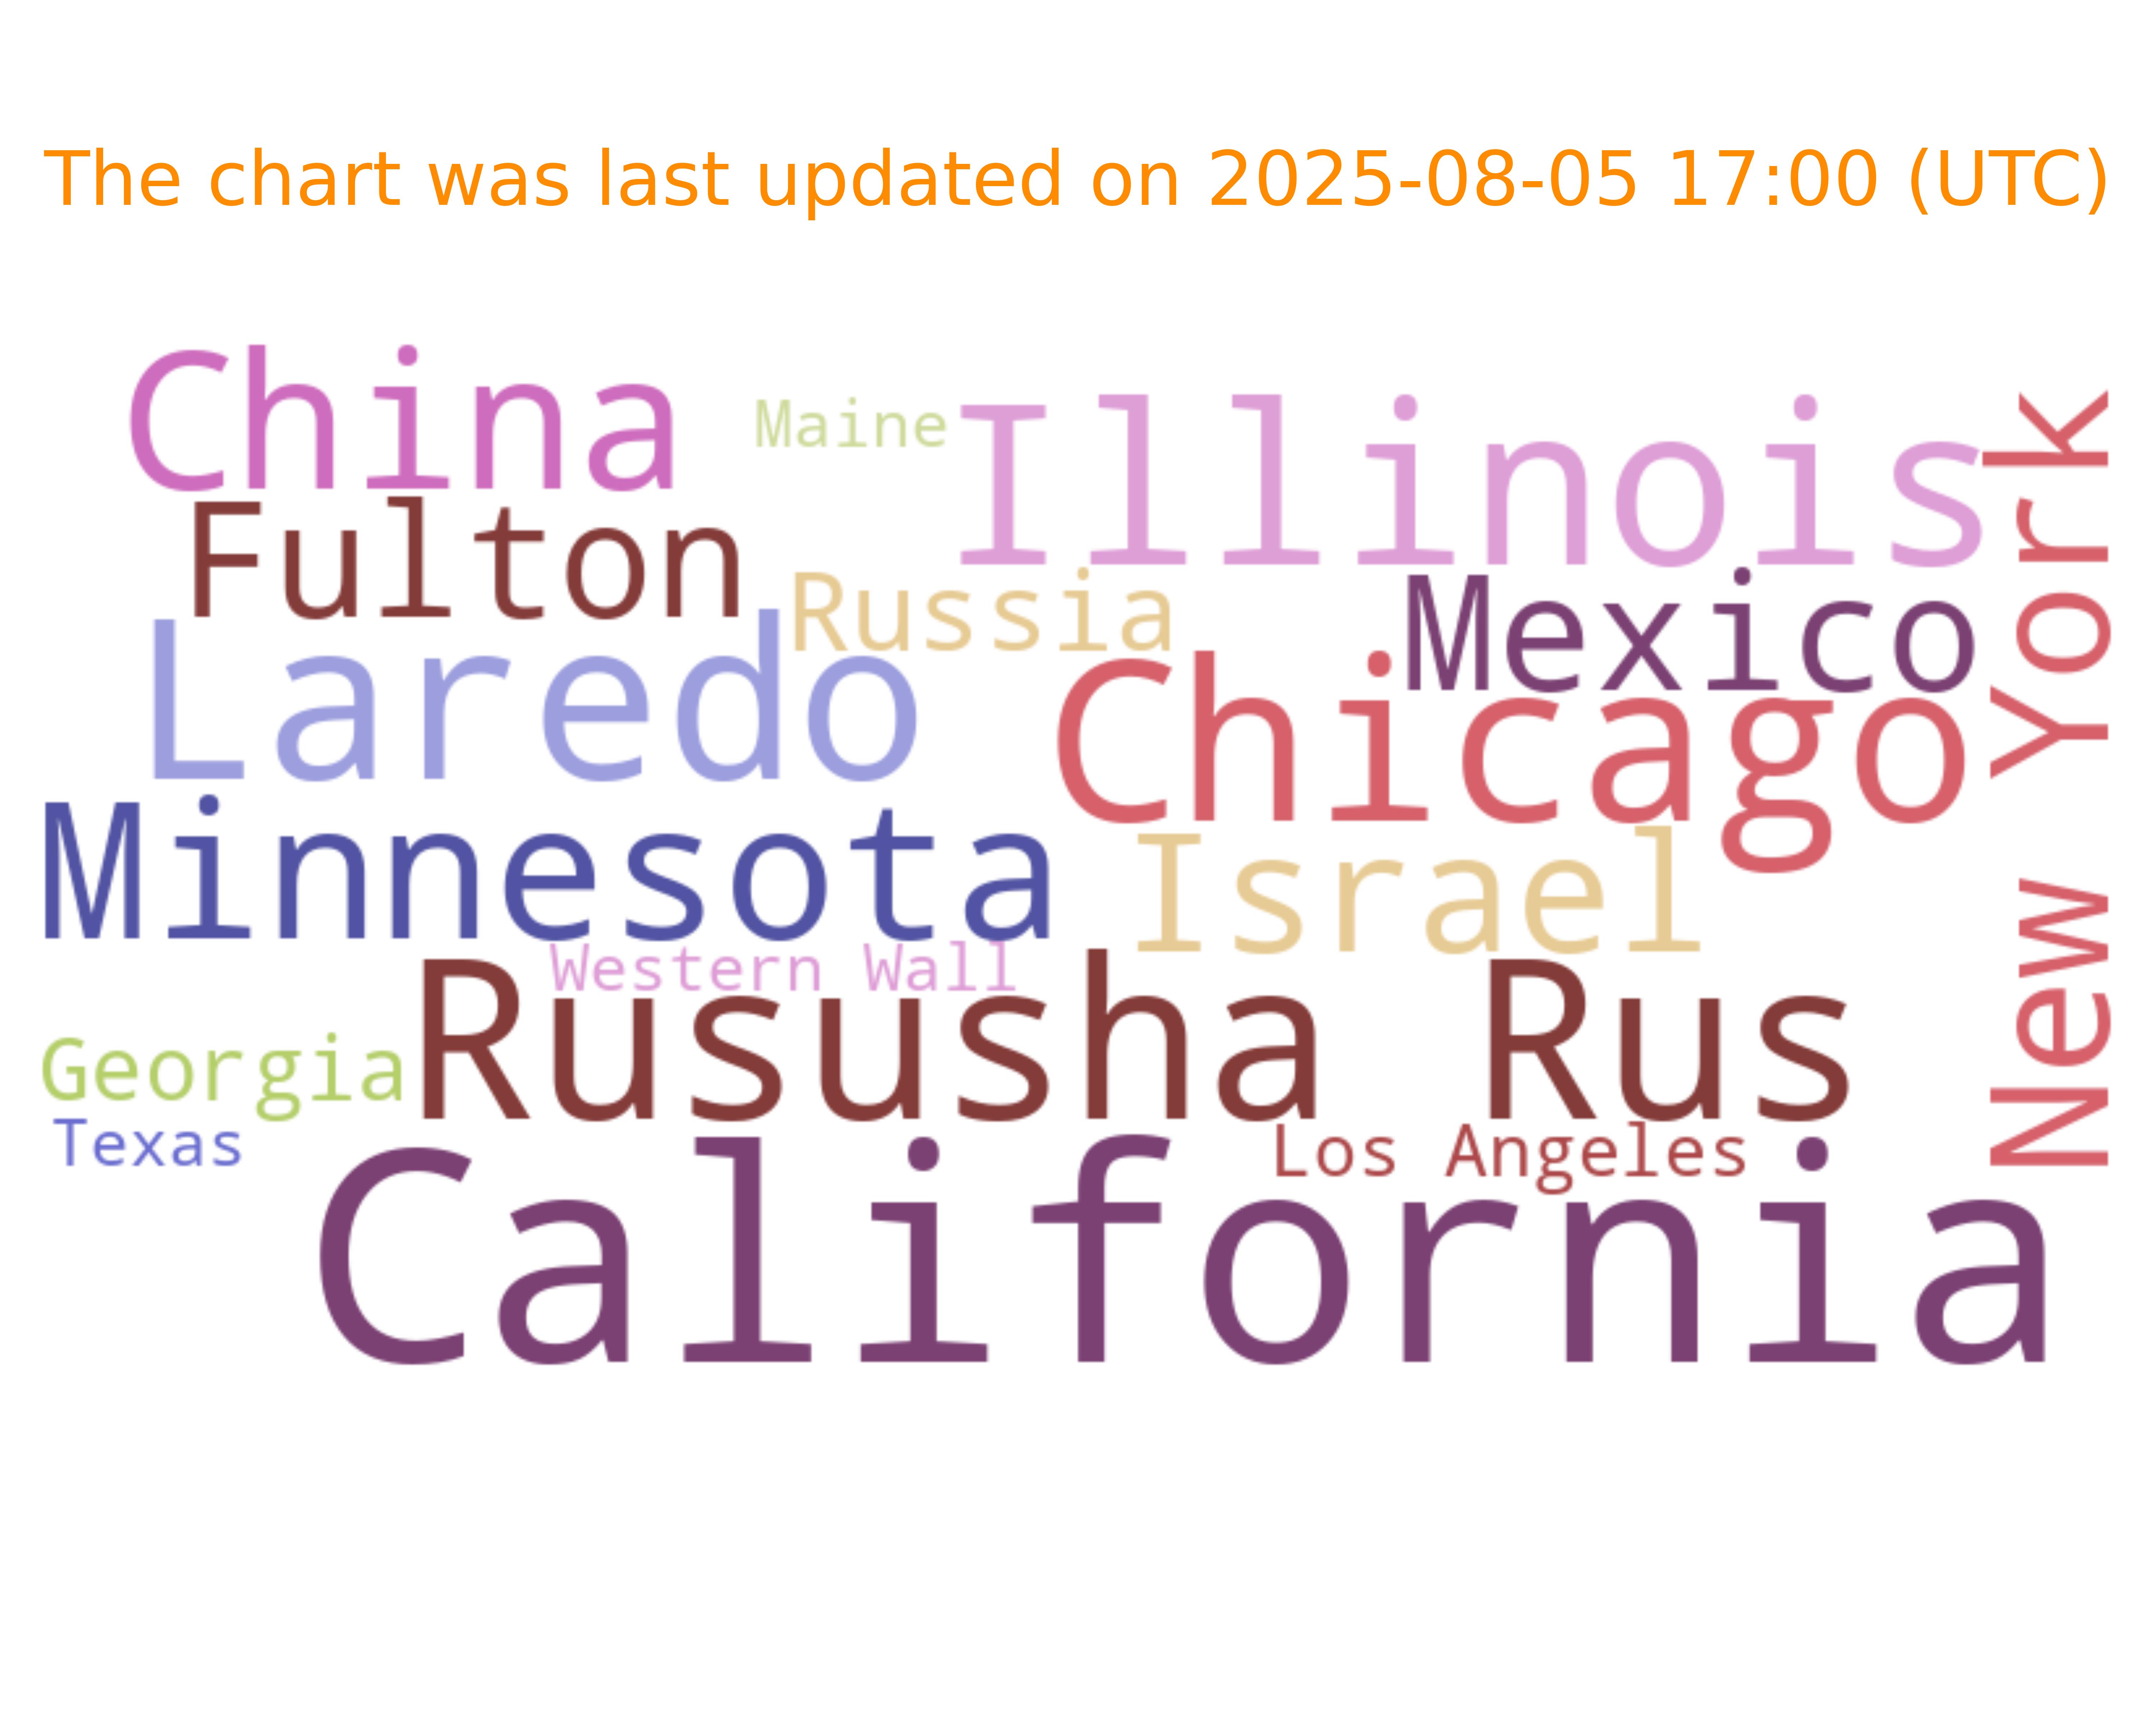 The chart was last updated on 2025-08-05 17:00 (UTC)
China
Maine
Illinois
Fulton
Russia
Mexico
New York
Laredo
Chicago
Minnesota
Israel
Western Wall
Rususha Rus
Georgia
Texas
Los Angeles
California